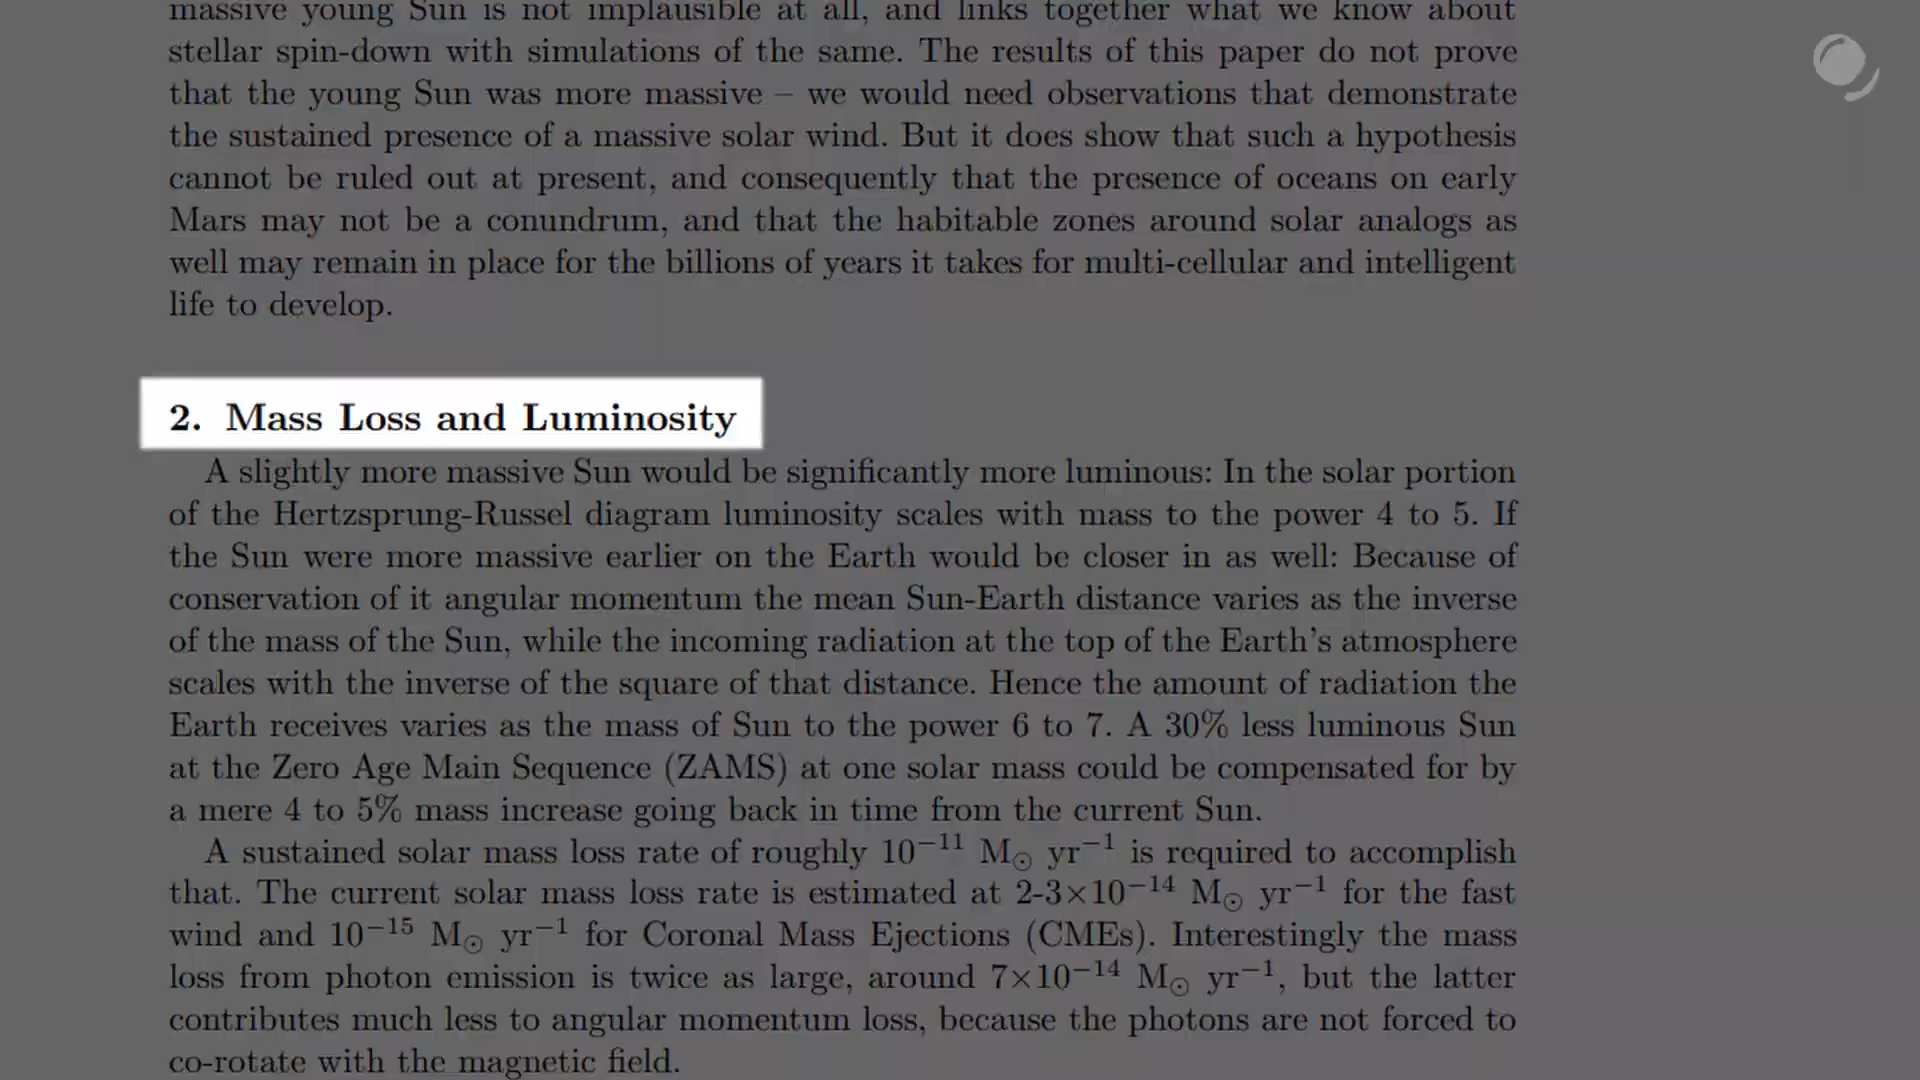 massive young Sun is not implausible at all, and links together what we know about
stellar spin-down with simulations of the same. The results of this paper do not prove
that the young Sun was more massive – we would need observations that demonstrate
the sustained presence of a massive solar wind. But it does show that such a hypothesis
cannot be ruled out at present, and consequently that the presence of oceans on early
Mars may not be a conundrum, and that the habitable zones around solar analogs as
well may remain in place for the billions of years it takes for multi-cellular and intelligent
life to develop.
2. Mass Loss and Luminosity
A slightly more massive Sun would be significantly more luminous: In the solar portion
of the Hertzsprung-Russel diagram luminosity scales with mass to the power 4 to 5. If
the Sun were more massive earlier on the Earth would be closer in as well: Because of
conservation of it angular momentum the mean Sun-Earth distance varies as the inverse
of the mass of the Sun, while the incoming radiation at the top of the Earth's atmosphere
scales with the inverse of the square of that distance. Hence the amount of radiation the
Earth receives varies as the mass of Sun to the power 6 to 7. A 30% less luminous Sun
at the Zero Age Main Sequence (ZAMS) at one solar mass could be compensated for by
a mere 4 to 5% mass increase going back in time from the current Sun.
A sustained solar mass loss rate of roughly 10⁻¹¹ M⊙ yr⁻¹ is required to accomplish
that. The current solar mass loss rate is estimated at 2-3×10⁻¹⁴ M⊙ yr⁻¹ for the fast
wind and 10⁻¹⁵ M⊙ yr⁻¹ for Coronal Mass Ejections (CMEs). Interestingly the mass
loss from photon emission is twice as large, around 7×10⁻¹⁴ M⊙ yr⁻¹, but the latter
contributes much less to angular momentum loss, because the photons are not forced to
co-rotate with the magnetic field.